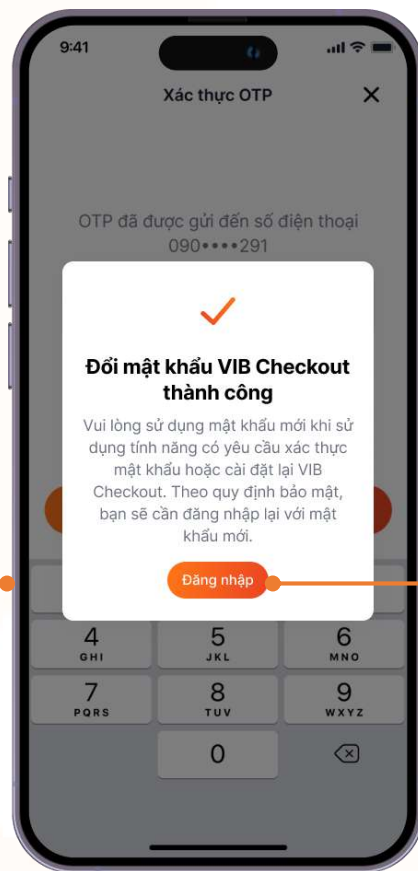 9:41
Xác thực OTP
OTP đã được gửi đến số điện thoại
090••••291
Đổi mật khẩu VIB Checkout
thành công
Vui lòng sử dụng mật khẩu mới khi sử
dụng tính năng có yêu cầu xác thực
mật khẩu hoặc cài đặt lại VIB
Checkout. Theo quy định bảo mật,
bạn sẽ cần đăng nhập lại với mật
khẩu mới.
Đăng nhập
4 5 6
GHI JKL MNO
7 8 9
PQRS TUV WXYZ
0